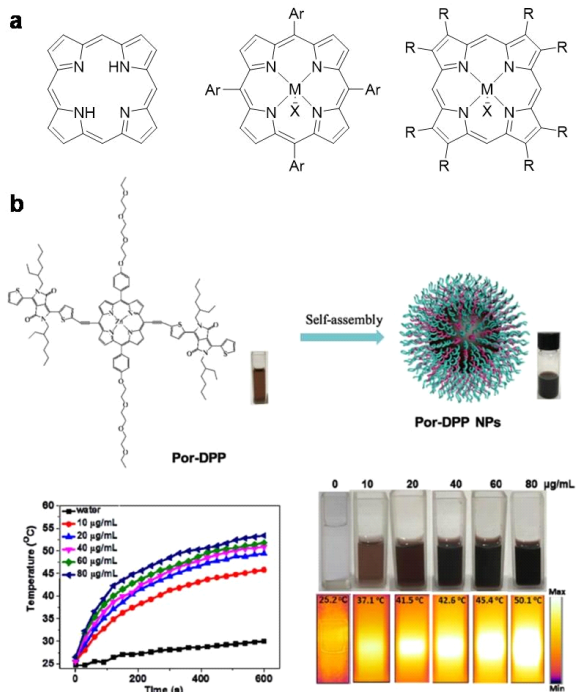 a
N HN
NH N
Ar
Ar Ar
Ar
N N
M
X
N N
R R
R R
R R
R R
N N
M
X
N N
b
Self-assembly
Por-DPP
Por-DPP NPs
Temperature (°C)
60
55
50
45
40
35
30
25
water
10 μg/mL
20 μg/mL
40 μg/mL
60 μg/mL
80 μg/mL
0 200 400 600
Time (s)
0 10 20 40 60 80 μg/mL
25.2 °C 37.1 °C 41.5 °C 42.6 °C 45.4 °C 50.1 °C
Max
Min